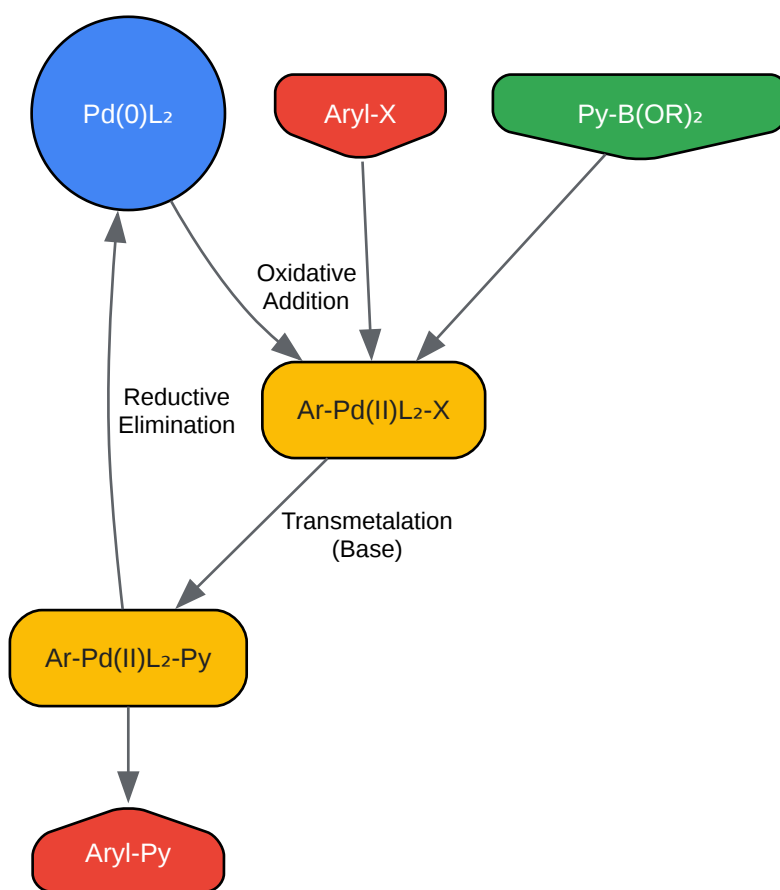 Pd(0)L₂
Aryl-X
Py-B(OR)₂
Oxidative
Addition
Reductive
Elimination
Ar-Pd(II)L₂-X
Transmetalation
(Base)
Ar-Pd(II)L₂-Py
Aryl-Py